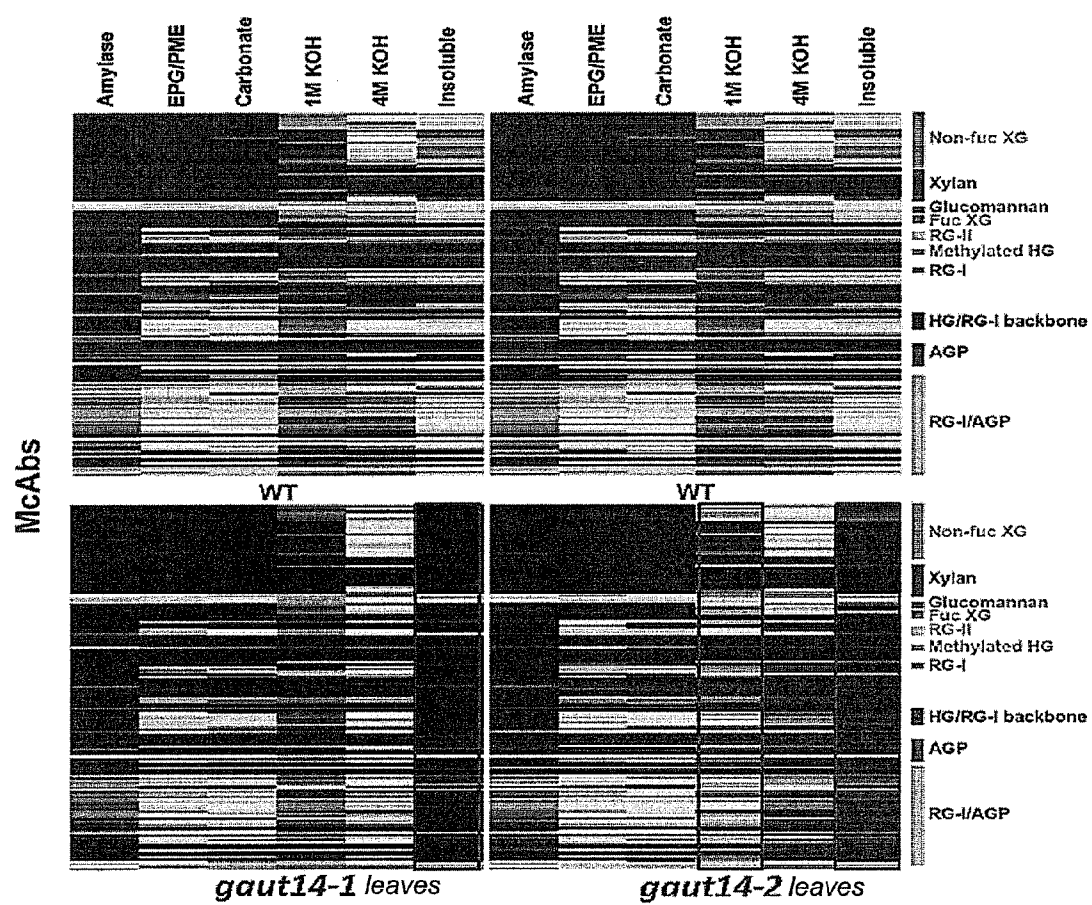 Amylase EPG/PME Carbonate 1M KOH 4M KOH Insoluble Amylase EPG/PME Carbonate 1M KOH 4M KOH Insoluble
Non-fuc XG
Xylan
Glucomannan
Fuc XG
RG-II
Methylated HG
RG-I
HG/RG-I backbone
AGP
RG-I/AGP
McAbs
WT WT
Non-fuc XG
Xylan
Glucomannan
Fuc XG
RG-II
Methylated HG
RG-I
HG/RG-I backbone
AGP
RG-I/AGP
gaut14-1 leaves gaut14-2 leaves